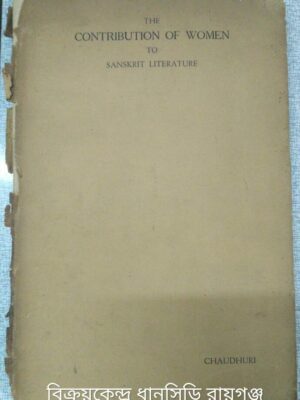 THE
CONTRIBUTION OF WOMEN
TO
SANSKRIT LITERATURE
CHAUDHURI
বিক্রয়কেন্দ্র ধানসিড়ি রায়গঞ্জ